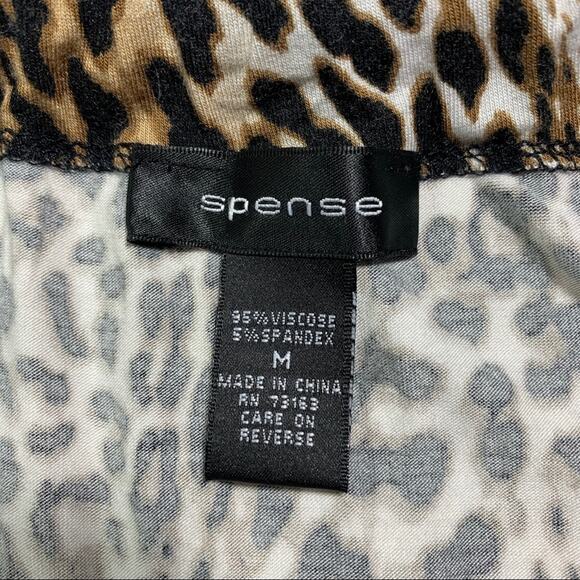 spense
95%VISCOSE
5%SPANDEX
M
MADE IN CHINA
RN 73163
CARE ON
REVERSE